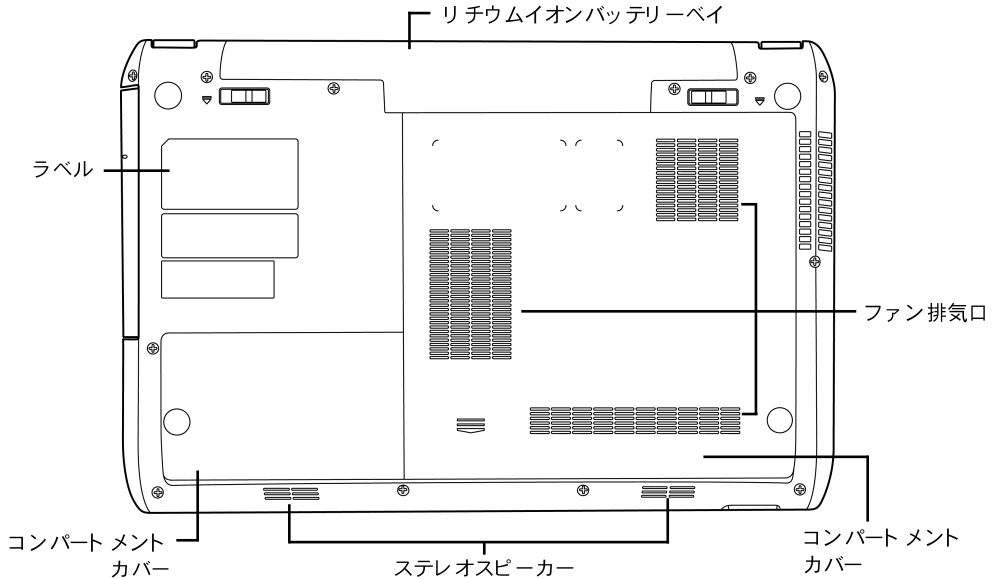 リチウムイオンバッテリーベイ
ラベル
ファン排気口
コンパートメント
カバー
ステレオスピーカー
コンパートメント
カバー